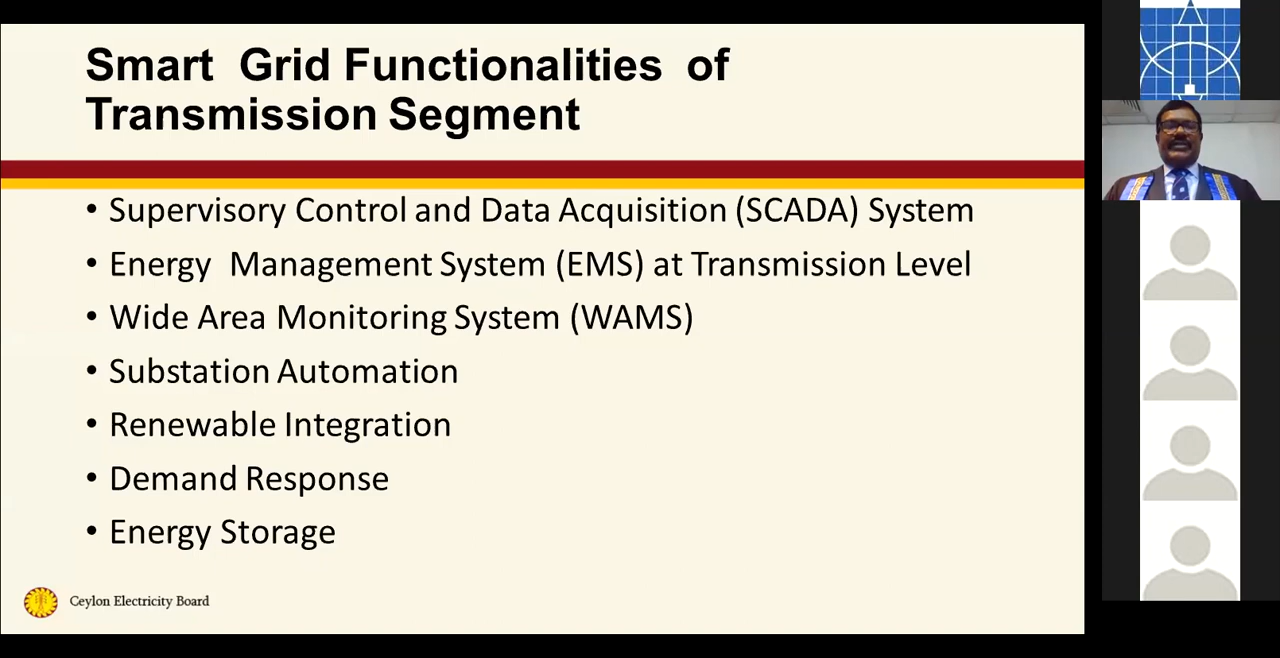 Smart Grid Functionalities of
Transmission Segment
• Supervisory Control and Data Acquisition (SCADA) System
• Energy Management System (EMS) at Transmission Level
• Wide Area Monitoring System (WAMS)
• Substation Automation
• Renewable Integration
• Demand Response
• Energy Storage
Ceylon Electricity Board